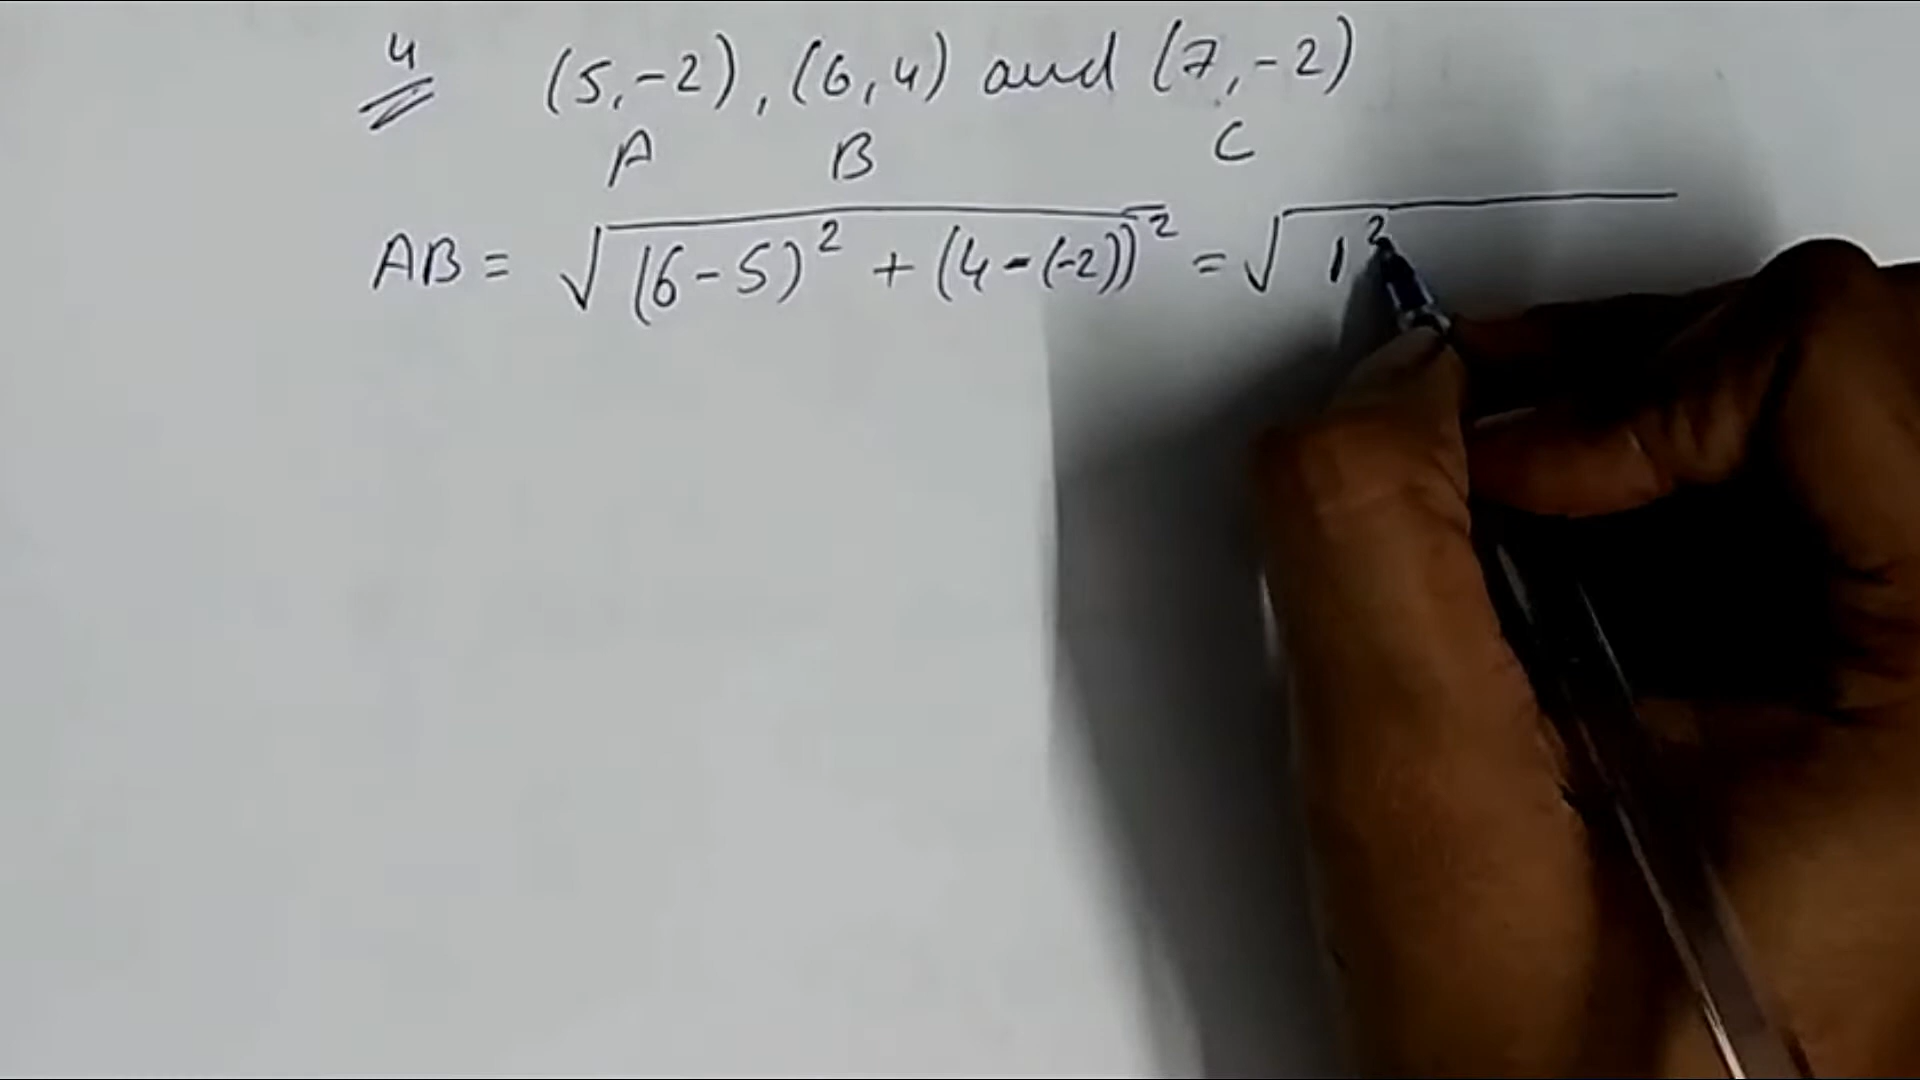 4 (5,-2), (6,4) and (7,-2)
A B C
AB = √(6-5)² + (4-(-2))² = √1²